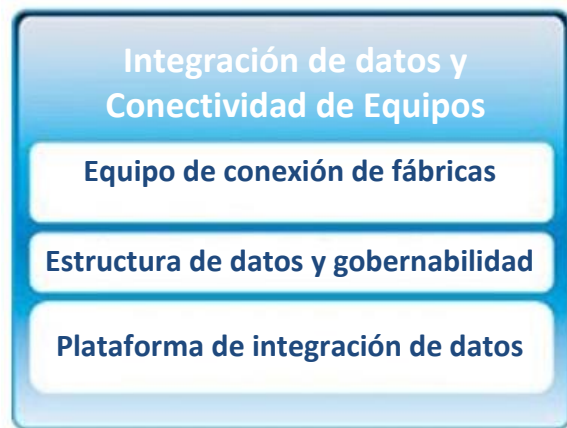 Integración de datos y
Conectividad de Equipos
Equipo de conexión de fábricas
Estructura de datos y gobernabilidad
Plataforma de integración de datos